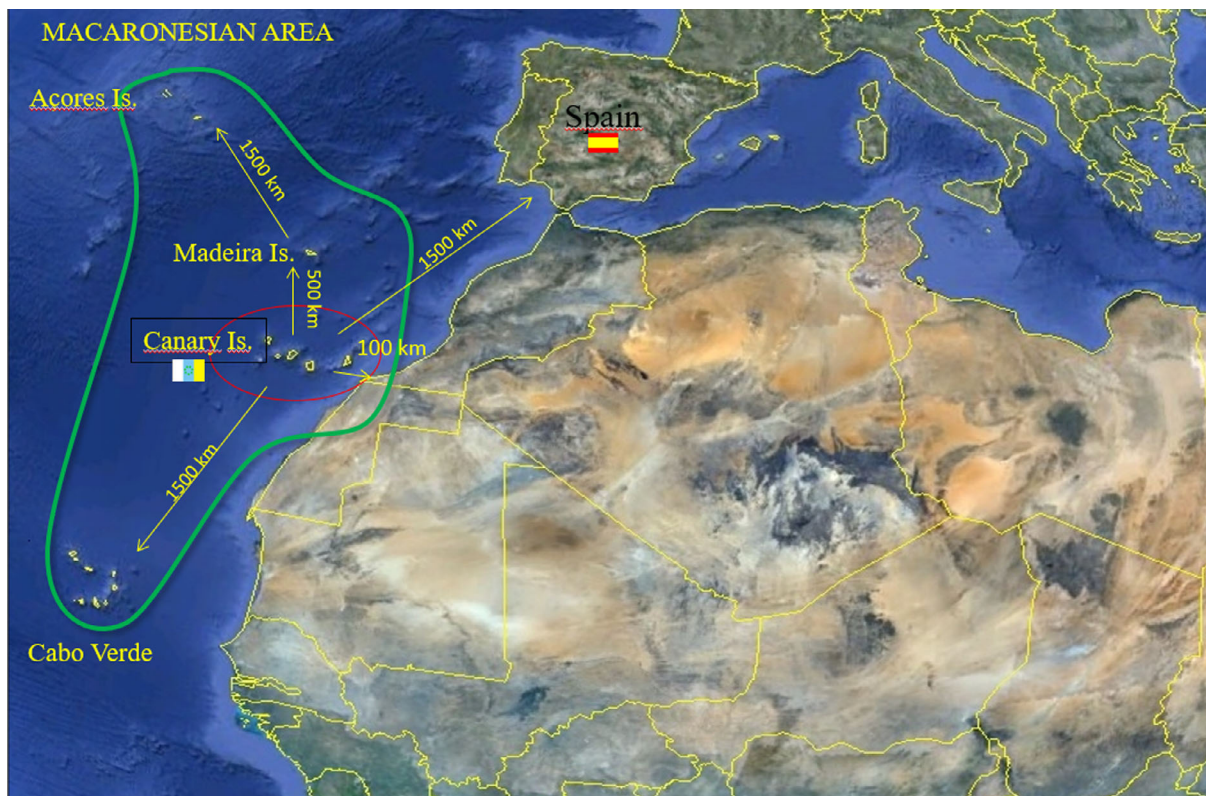 MACARONESIAN AREA
Açores Is.
Spain
1500 km
1500 km
Madeira Is.
500 km
Canary Is.
100 km
1500 km
Cabo Verde